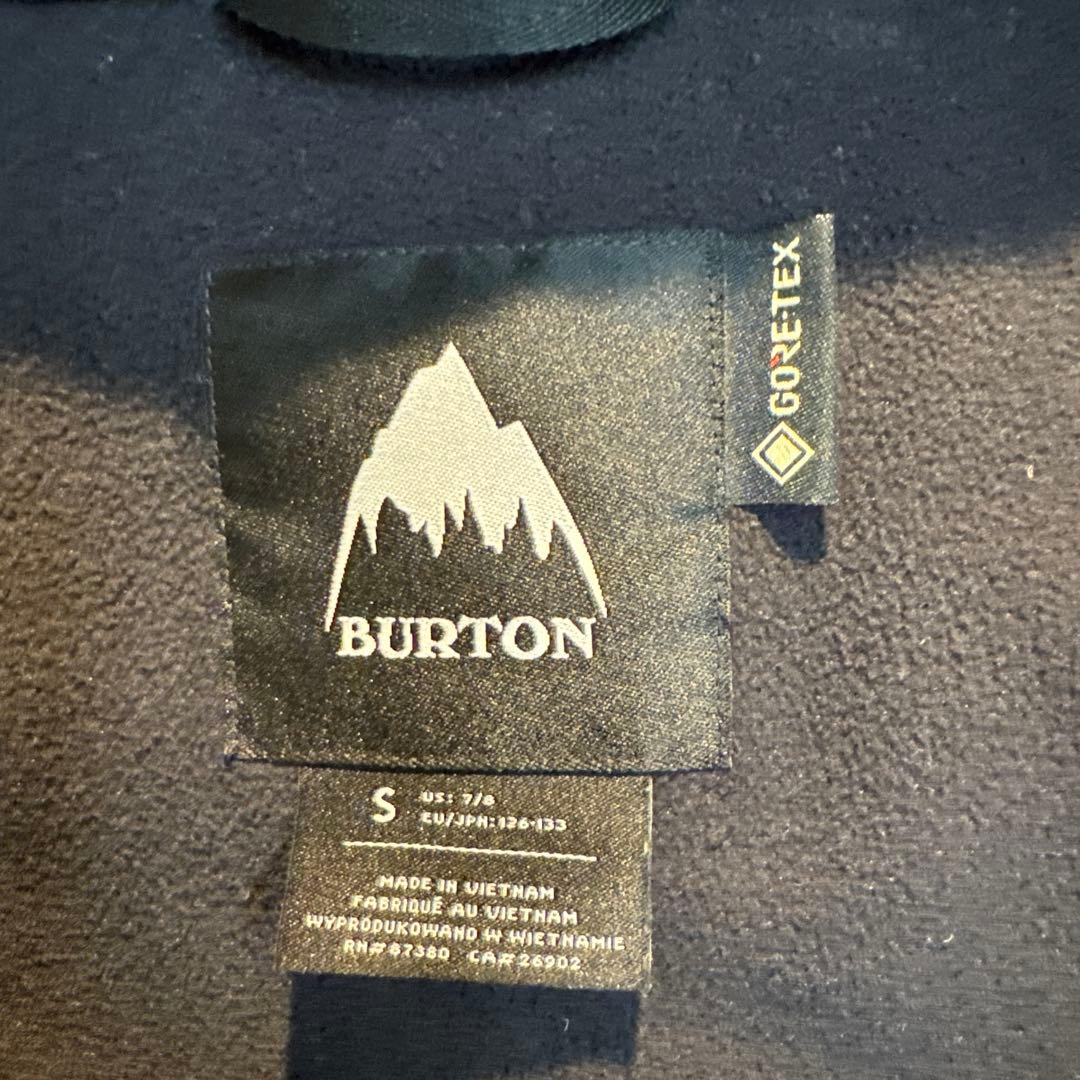 GORE-TEX
BURTON
S
US: 7/8
EU/JPN: 126-133
MADE IN VIETNAM
FABRIQUÉ AU VIETNAM
WYPRODUKOWANO W WIETNAMIE
RN# 87380 CA# 26902